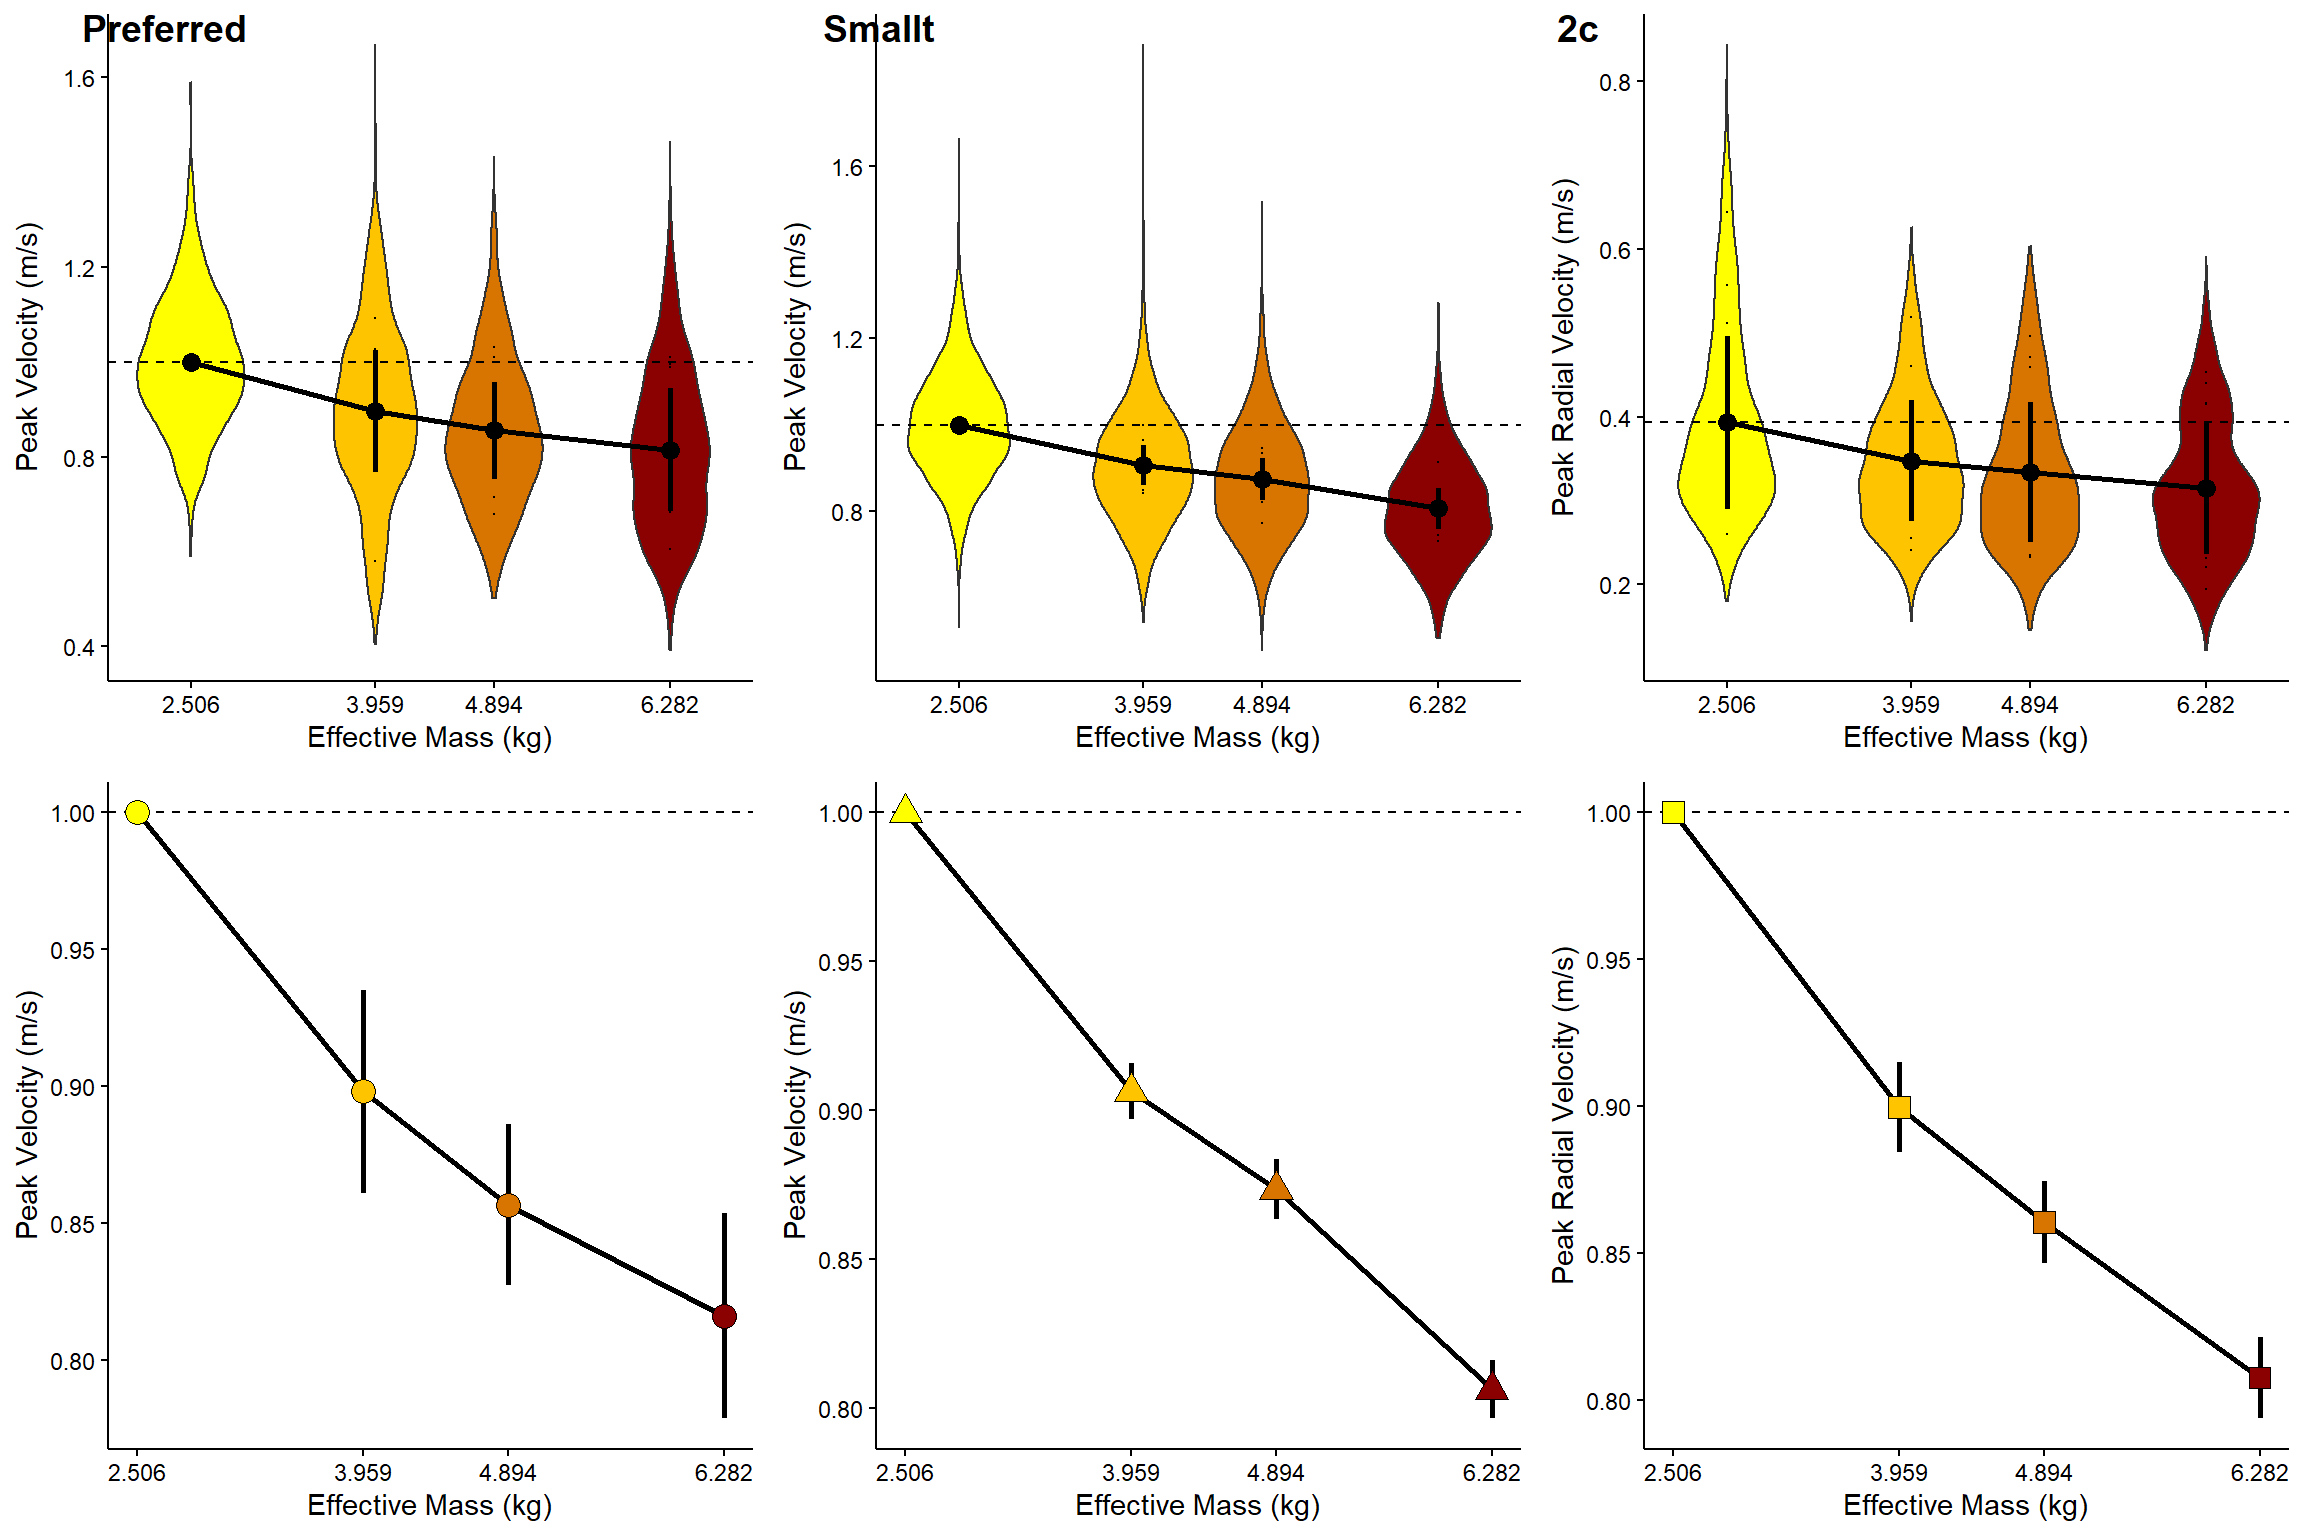 Preferred
Peak Velocity (m/s)
1.6
1.2
0.8
0.4
2.506 3.959 4.894 6.282
Effective Mass (kg)
Smallt
Peak Velocity (m/s)
1.6
1.2
0.8
2.506 3.959 4.894 6.282
Effective Mass (kg)
2c
Peak Radial Velocity (m/s)
0.8
0.6
0.4
0.2
2.506 3.959 4.894 6.282
Effective Mass (kg)
Peak Velocity (m/s)
1.00
0.95
0.90
0.85
0.80
2.506 3.959 4.894 6.282
Effective Mass (kg)
Peak Velocity (m/s)
1.00
0.95
0.90
0.85
0.80
2.506 3.959 4.894 6.282
Effective Mass (kg)
Peak Radial Velocity (m/s)
1.00
0.95
0.90
0.85
0.80
2.506 3.959 4.894 6.282
Effective Mass (kg)